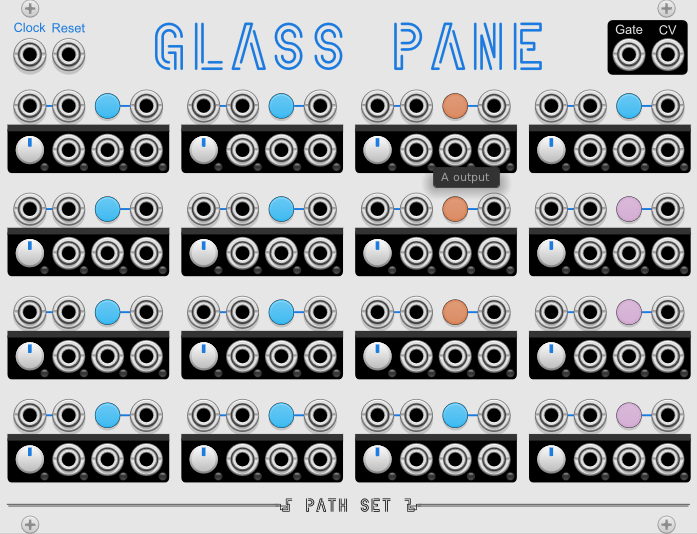 Clock Reset
GLASS PANE
Gate CV
A output
PATH SET